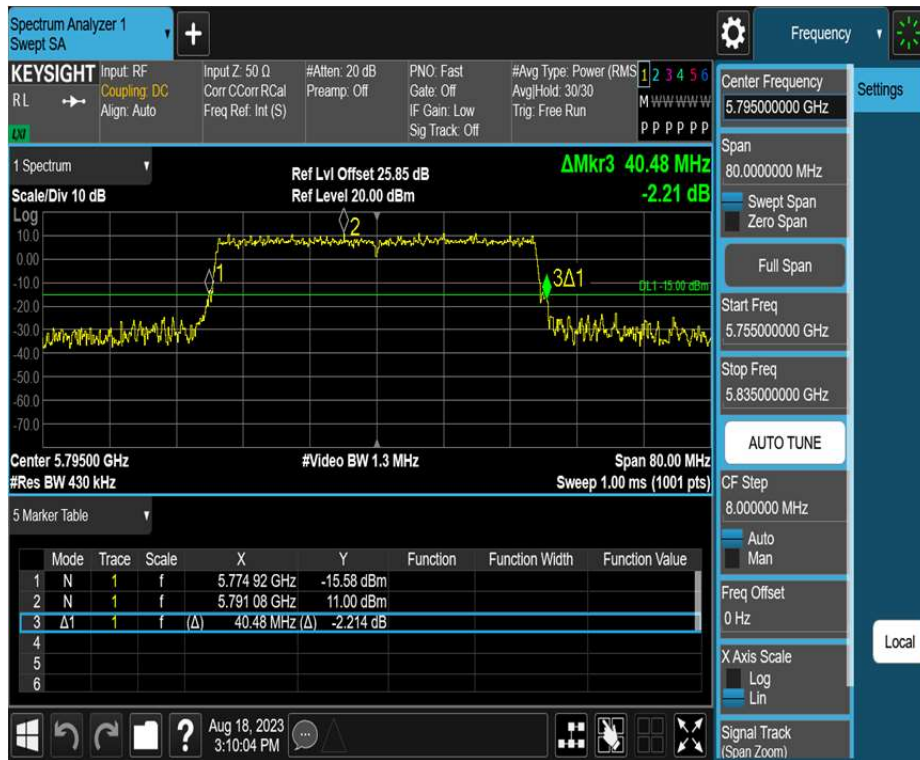 Spectrum Analyzer 1
Swept SA
+
Frequency
KEYSIGHT
RL
LXI
Input: RF
Coupling: DC
Align: Auto
Input Z: 50 Ω
Corr CCorr RCal
Freq Ref: Int (S)
#Atten: 20 dB
Preamp: Off
PNO: Fast
Gate: Off
IF Gain: Low
Sig Track: Off
#Avg Type: Power (RMS
Avg|Hold: 30/30
Trig: Free Run
1 2 3 4 5 6
M W W W W W
P P P P P P
1 Spectrum
Scale/Div 10 dB
Ref Lvl Offset 25.85 dB
Ref Level 20.00 dBm
ΔMkr3 40.48 MHz
-2.21 dB
Log
10.0
0.00
-10.0
-20.0
-30.0
-40.0
-50.0
-60.0
-70.0
2
1
3Δ1
DL1 -15.00 dBm
Center 5.79500 GHz
#Video BW 1.3 MHz
Span 80.00 MHz
#Res BW 430 kHz
Sweep 1.00 ms (1001 pts)
5 Marker Table
Mode Trace Scale X Y Function Function Width Function Value
1 N 1 f 5.774 92 GHz -15.58 dBm
2 N 1 f 5.791 08 GHz 11.00 dBm
3 Δ1 1 f (Δ) 40.48 MHz (Δ) -2.214 dB
4
5
6
?
Aug 18, 2023
3:10:04 PM
Center Frequency
5.795000000 GHz
Span
80.0000000 MHz
Swept Span
Zero Span
Full Span
Start Freq
5.755000000 GHz
Stop Freq
5.835000000 GHz
AUTO TUNE
CF Step
8.000000 MHz
Auto
Man
Freq Offset
0 Hz
X Axis Scale
Log
Lin
Signal Track
(Span Zoom)
Settings
Local